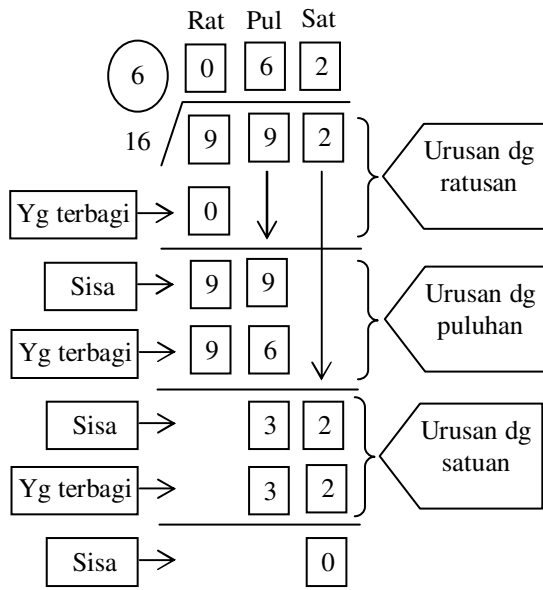 Rat Pul Sat
6 0 6 2
16 9 9 2
Urusan dg
ratusan
Yg terbagi 0
Sisa 9 9
Urusan dg
puluhan
Yg terbagi 9 6
Sisa 3 2
Urusan dg
satuan
Yg terbagi 3 2
Sisa 0